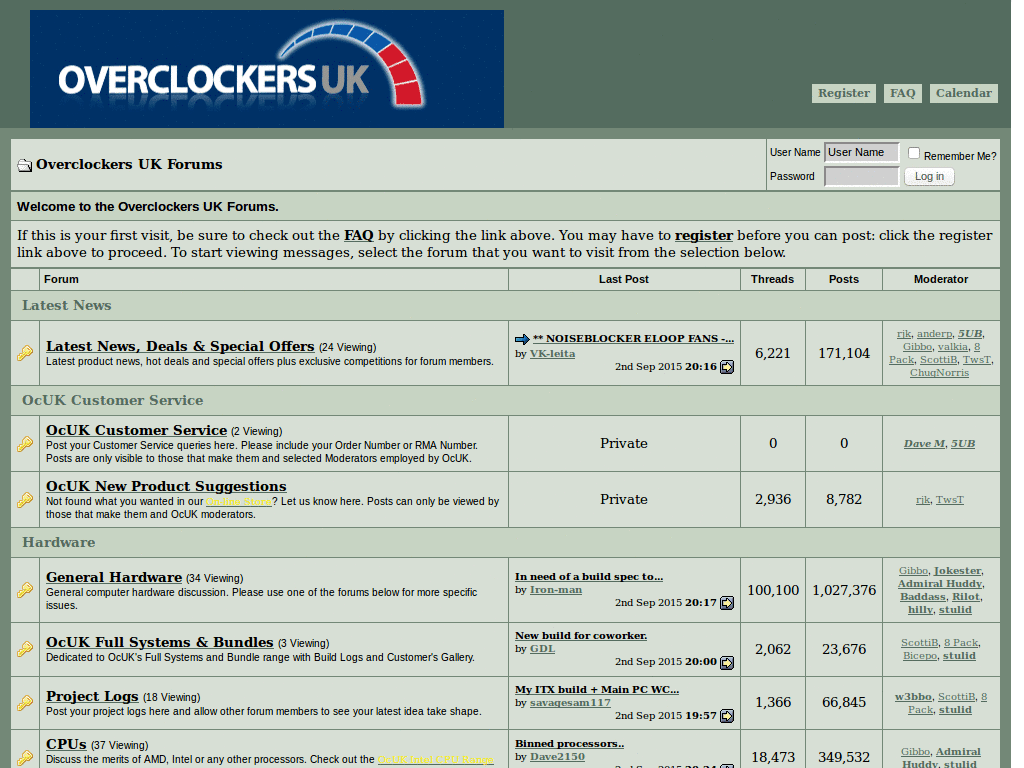 OVERCLOCKERS UK
Register FAQ Calendar
Overclockers UK Forums
User Name User Name Remember Me?
Password Log in
Welcome to the Overclockers UK Forums.
If this is your first visit, be sure to check out the FAQ by clicking the link above. You may have to register before you can post: click the register
link above to proceed. To start viewing messages, select the forum that you want to visit from the selection below.
Forum Last Post Threads Posts Moderator
Latest News
Latest News, Deals & Special Offers (24 Viewing)
Latest product news, hot deals and special offers plus exclusive competitions for forum members.
** NOISEBLOCKER ELOOP FANS -...
by VK-leita
2nd Sep 2015 20:16
6,221
171,104
rjk, anderp, 5UB,
Gibbo, valkia, 8
Pack, ScottiB, TwsT,
ChugNorris
OcUK Customer Service
OcUK Customer Service (2 Viewing)
Post your Customer Service queries here. Please include your Order Number or RMA Number.
Posts are only visible to those that make them and selected Moderators employed by OcUK.
Private
0
0
Dave M, 5UB
OcUK New Product Suggestions
Not found what you wanted in our On-line Store? Let us know here. Posts can only be viewed by
those that make them and OcUK moderators.
Private
2,936
8,782
rjk, TwsT
Hardware
General Hardware (34 Viewing)
General computer hardware discussion. Please use one of the forums below for more specific
issues.
In need of a build spec to...
by Iron-man
2nd Sep 2015 20:17
100,100
1,027,376
Gibbo, Jokester,
Admiral Huddy,
Baddass, Rilot,
hilly, stulid
OcUK Full Systems & Bundles (3 Viewing)
Dedicated to OcUK's Full Systems and Bundle range with Build Logs and Customer's Gallery.
New build for coworker.
by GDL
2nd Sep 2015 20:00
2,062
23,676
ScottiB, 8 Pack,
Bicepo, stulid
Project Logs (18 Viewing)
Post your project logs here and allow other forum members to see your latest idea take shape.
My ITX build + Main PC WC...
by savagesam117
2nd Sep 2015 19:57
1,366
66,845
w3bbo, ScottiB, 8
Pack, stulid
CPUs (37 Viewing)
Discuss the merits of AMD, Intel or any other processors. Check out the OcUK Intel CPU Range
Binned processors..
by Dave2150
18,473
349,532
Gibbo, Admiral
Huddy, stulid